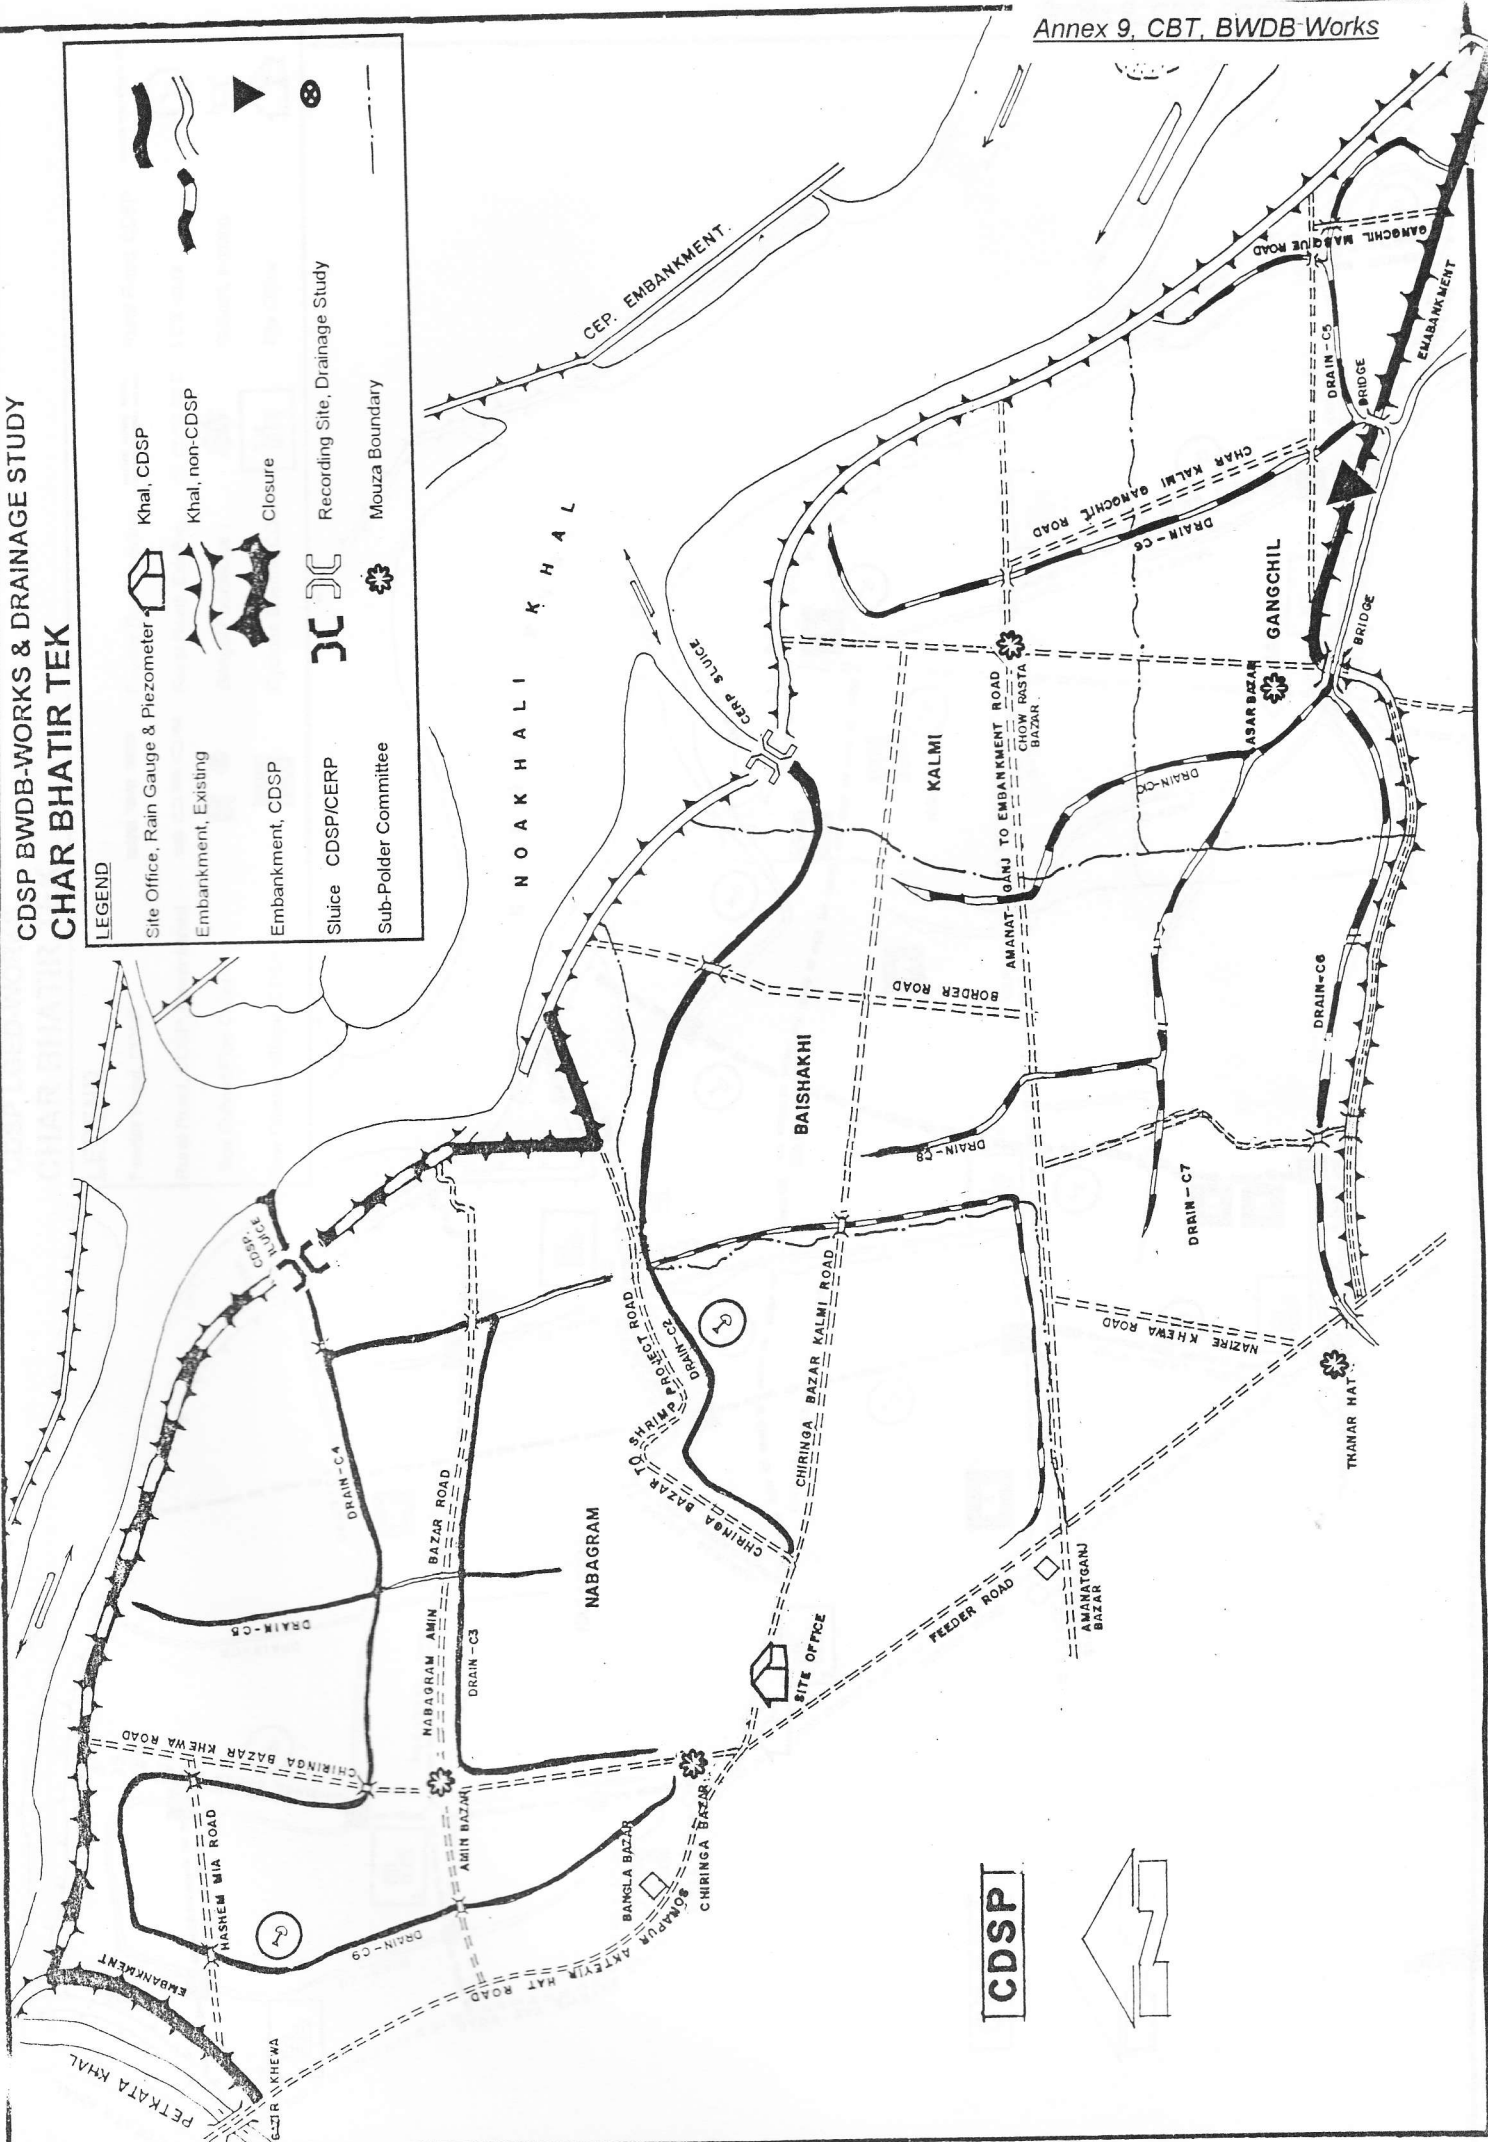 Annex 9, CBT, BWDB-Works
CDSP BWDB-WORKS & DRAINAGE STUDY
CHAR BHATIR TEK
LEGEND
Site Office, Rain Gauge & Piezometer
Khal, CDSP
Embankment, Existing
Khal, non-CDSP
Embankment, CDSP
Closure
Sluice CDSP/CERP
Recording Site, Drainage Study
Sub-Polder Committee
Mouza Boundary
CEP. EMBANKMENT.
NOAKHALI KHAL
CERP SLUICE
CDSP.
PETKATA KHAL
EMBANKMENT
KHEWA
HASHEM MIA ROAD
CHIRINGA BAZAR KHEWA ROAD
DRAIN-C9
DRAIN-C5
DRAIN-C4
NABAGRAM AMIN BAZAR ROAD
AMIN BAZAR
DRAIN-C3
NABAGRAM
BANGLA BAZAR
SONAPUR AKTEYIR HAT ROAD
CHIRINGA BAZAR
SITE OFFICE
CHRINGA BAZAR TO SHRIMP PROJECT ROAD
DRAIN-C2
CHIRINGA BAZAR KALMI ROAD
BAISHAKHI
BORDER ROAD
KALMI
AMANAT-GANJ TO EMBANKMENT ROAD
CHOW RASTA
BAZAR.
DRAIN-C8
DRAIN-C7
FEEDER ROAD
AMANATGANJ
BAZAR
NAZIRE KHEWA ROAD
THANAR HAT
DRAIN-C6
ASAR BAZAR
GANGCHIL
BRIDGE
CHAR KALMI GANGCHIL ROAD
DRAIN-C6
DRAIN-C5
BRIDGE
EMABANKMENT
GANGCHIL MASQUE ROAD
CDSP